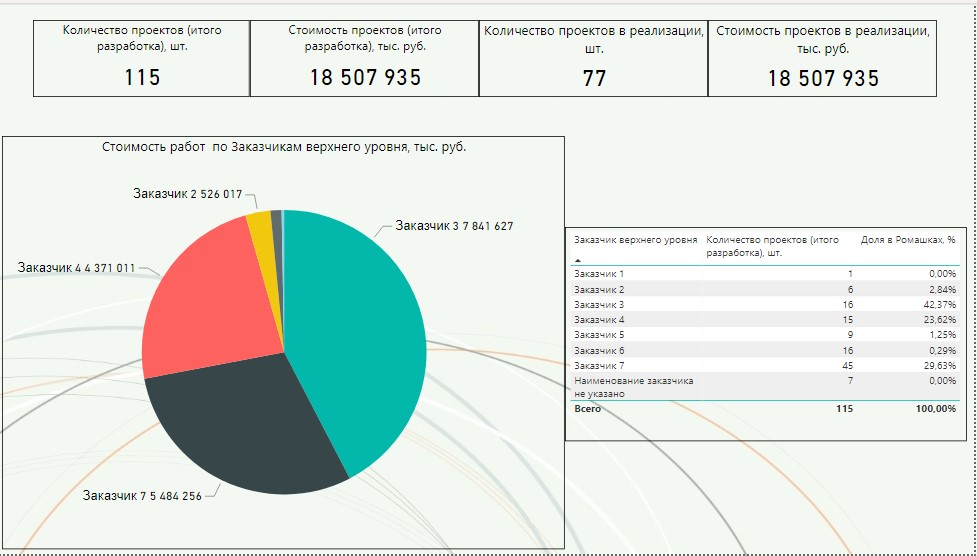 Количество проектов (итого
разработка), шт.
115
Стоимость проектов (итого
разработка), тыс. руб.
18 507 935
Количество проектов в реализации,
шт.
77
Стоимость проектов в реализации,
тыс. руб.
18 507 935
Стоимость работ по Заказчикам верхнего уровня, тыс. руб.
Заказчик 2 526 017
Заказчик 3 7 841 627
Заказчик 4 4 371 011
Заказчик 7 5 484 256
Заказчик верхнего уровня Количество проектов (итого Доля в Ромашках, %
разработка), шт.
Заказчик 1 1 0,00%
Заказчик 2 6 2,84%
Заказчик 3 16 42,37%
Заказчик 4 15 23,62%
Заказчик 5 9 1,25%
Заказчик 6 16 0,29%
Заказчик 7 45 29,63%
Наименование заказчика 7 0,00%
не указано
Всего 115 100,00%